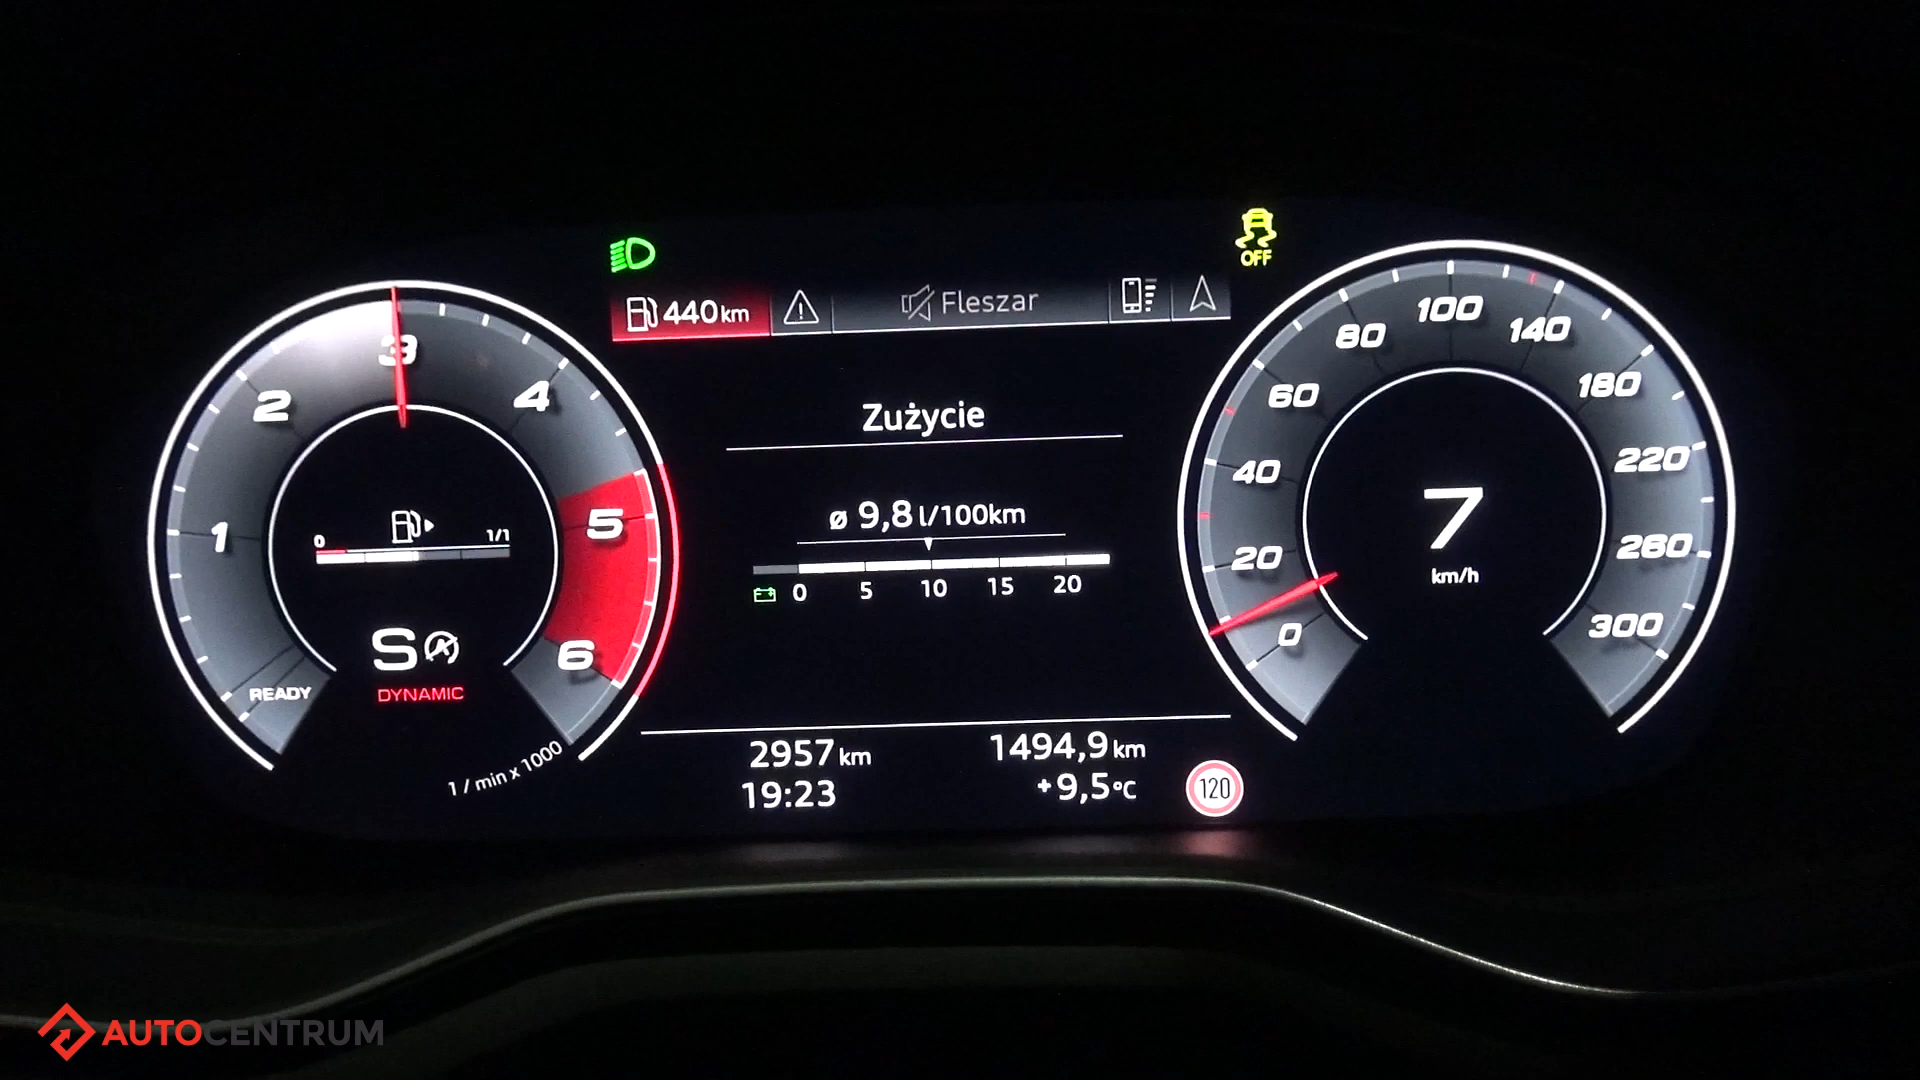 OFF
440 km
Fleszar
1
2
3
4
5
6
READY
0
1/1
S
DYNAMIC
1 / min x 1000
Zużycie
ø 9,8 l/100km
0 5 10 15 20
2957 km
1494,9 km
19:23
+9,5°C
120
0
20
40
60
80
100
140
180
220
260
300
7
km/h
AUTOCENTRUM